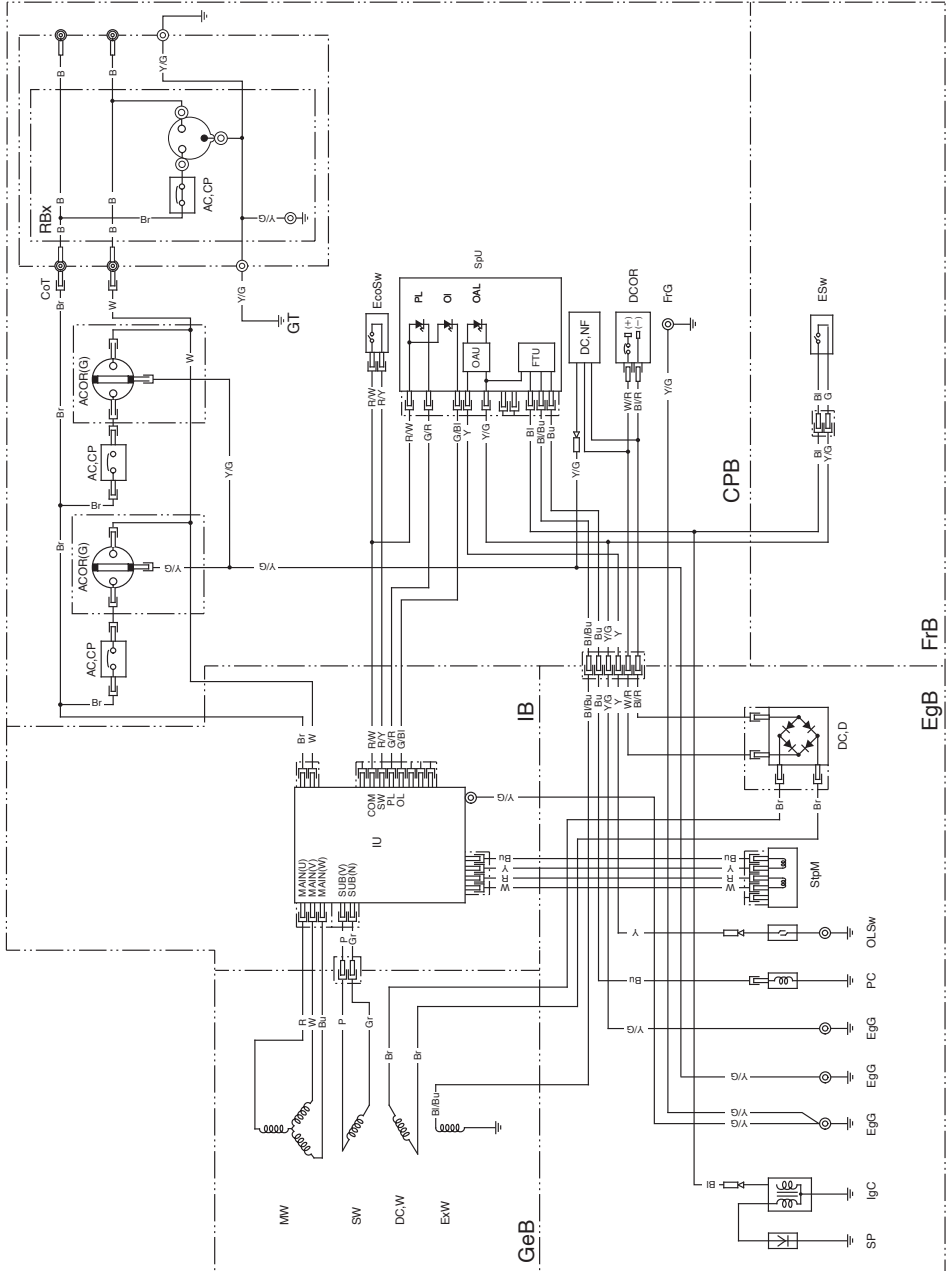 B
B
Y/G
B
B
RBx
AC,CP
Br
B
B
Y/G
Y/G
CoT
Br
W
GT
ACOR(G)
W
Br
AC,CP
Br
Y/G
ACOR(G)
Br
Y/G
Y/G
AC,CP
Br
EcoSw
R/W
R/Y
SpU
PL
OI
OAL
OAU
FTU
R/W
G/R
G/Bl
Y
Y/G
Bl
Bl/Bu
Bu
DC,NF
Y/G
DCOR
(+)
(−)
W/R
Bl/R
FrG
Y/G
ESw
Bl
G
Bl
Y/G
CPB
FrB
Bl/Bu
Bu
Y/G
Y
Bl/Bu
Bu
Y/G
Y
W/R
Bl/R
IB
EgB
Br
W
R/W
R/Y
G/R
G/Bl
COM
SW
PL
OL
IU
MAIN(U)
MAIN(V)
MAIN(W)
SUB(V)
SUB(N)
Y/G
Bu
Y
R
W
Bu
Y
R
W
StpM
DC,D
Br
Br
P
Gr
R
W
Bu
P
Gr
Br
Br
Bl/Bu
MW
SW
DC,W
ExW
GeB
Y
OLSw
Bu
PC
Y/G
EgG
Y/G
EgG
Y/G
Y/G
EgG
Bl
IgC
SP